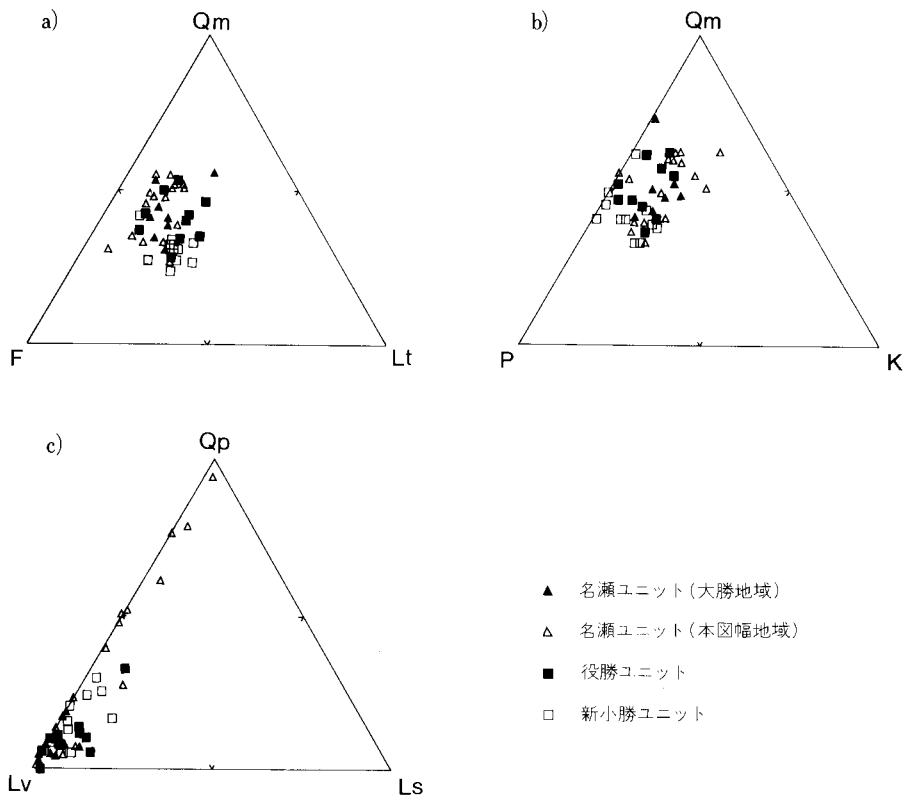 a)
Qm
F
Lt
b)
Qm
P
K
c)
Qp
Lv
Ls
名瀬ユニット(大勝地域)
名瀬ユニット(本図幅地域)
役勝ユニット
新小勝ユニット